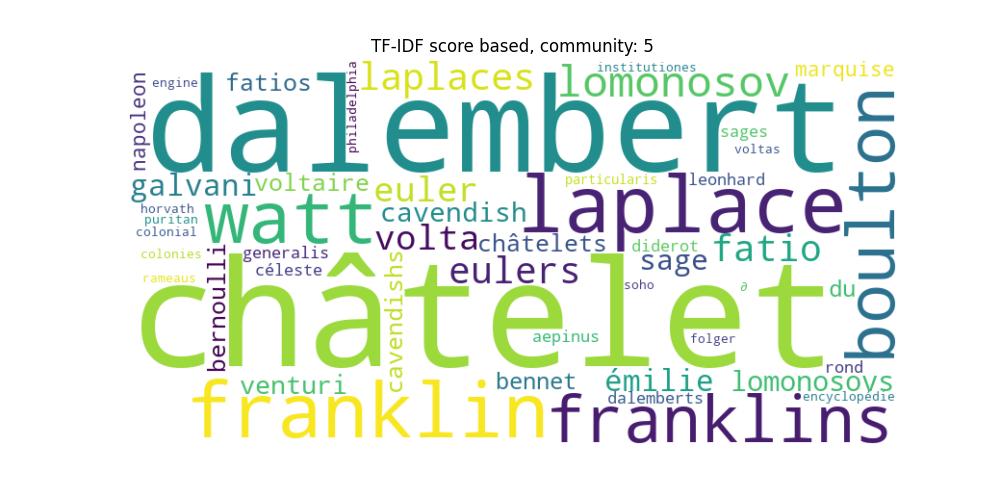 TF-IDF score based, community: 5
engine
fatios
philadelphia
laplaces
institutiones
lomonosov
marquise
napoleon
dalembert
sages
voltas
boulton
galvani
voltaire
euler
particularis
leonhard
laplace
horvath
puritan
colonial
watt
cavendish
volta
châtelets
diderot
fatio
colonies
generalis
céleste
eulers
sage
rameaus
bernoulli
cavendishs
châtelet
soho
∂
du
aepinus
folger
rond
venturi
bennet
émilie
lomonosovs
dalemberts
encyclopédie
franklin
franklins